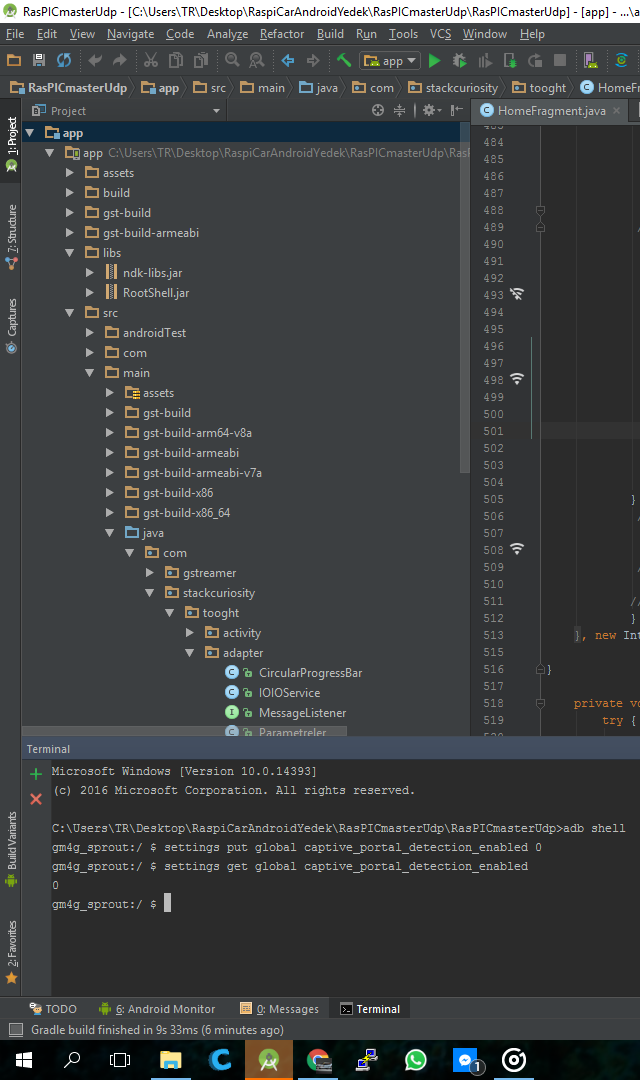 RasPICmasterUdp - [C:\Users\TR\Desktop\RaspiCarAndroidYedek\RasPICmasterUdp\RasPICmasterUdp] - [app] - ...\a
File Edit View Navigate Code Analyze Refactor Build Run Tools VCS Window Help
app
RasPICmasterUdp app src main java com stackcuriosity tooght HomeFr
1: Project
7: Structure
Captures
Build Variants
2: Favorites
Project
HomeFragment.java
app
app C:\Users\TR\Desktop\RaspiCarAndroidYedek\RasPICmasterUdp\Ras
assets
build
gst-build
gst-build-armeabi
libs
ndk-libs.jar
RootShell.jar
src
androidTest
com
main
assets
gst-build
gst-build-arm64-v8a
gst-build-armeabi
gst-build-armeabi-v7a
gst-build-x86
gst-build-x86_64
java
com
gstreamer
stackcuriosity
tooght
activity
adapter
CircularProgressBar
IOIOService
MessageListener
Parametreler
483
484
485
486
487
488
489 /
490
491
492
493
494
495
496
497
498
499
500
501
502
503
504
505 }
506 /
507
508
509 /
510
511 //
512 }
513 }, new Int
515
516 }
517
518 private vo
519 try {
Terminal
Microsoft Windows [Version 10.0.14393]
(c) 2016 Microsoft Corporation. All rights reserved.
C:\Users\TR\Desktop\RaspiCarAndroidYedek\RasPICmasterUdp\RasPICmasterUdp>adb shell
gm4g_sprout:/ $ settings put global captive_portal_detection_enabled 0
gm4g_sprout:/ $ settings get global captive_portal_detection_enabled
0
gm4g_sprout:/ $
TODO 6: Android Monitor 0: Messages Terminal
Gradle build finished in 9s 33ms (6 minutes ago)
1